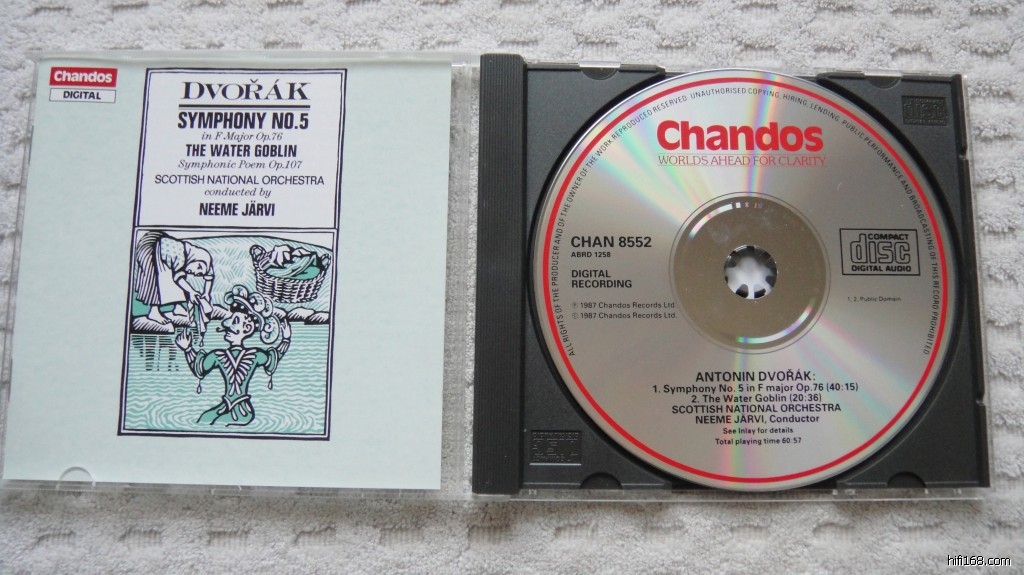 Chandos
DIGITAL
DVOŘÁK
SYMPHONY NO.5
in F Major Op.76
THE WATER GOBLIN
Symphonic Poem Op.107
SCOTTISH NATIONAL ORCHESTRA
conducted by
NEEME JÄRVI
ALL RIGHTS OF THE PRODUCER AND OF THE OWNER OF THE WORK REPRODUCED RESERVED. UNAUTHORISED COPYING, HIRING, LENDING, PUBLIC PERFORMANCE AND BROADCASTING OF THIS RECORD PROHIBITED
Chandos
WORLDS AHEAD FOR CLARITY
CHAN 8552
ABRD 1258
DIGITAL
RECORDING
℗ 1987 Chandos Records Ltd
© 1987 Chandos Records Ltd.
COMPACT
disc
DIGITAL AUDIO
1, 2, Public Domain
ANTONIN DVOŘÁK:
1. Symphony No. 5 in F major Op.76 (40:15)
2. The Water Goblin (20:36)
SCOTTISH NATIONAL ORCHESTRA
NEEME JÄRVI, Conductor
See Inlay for details
Total playing time 60:57
hifi168.com